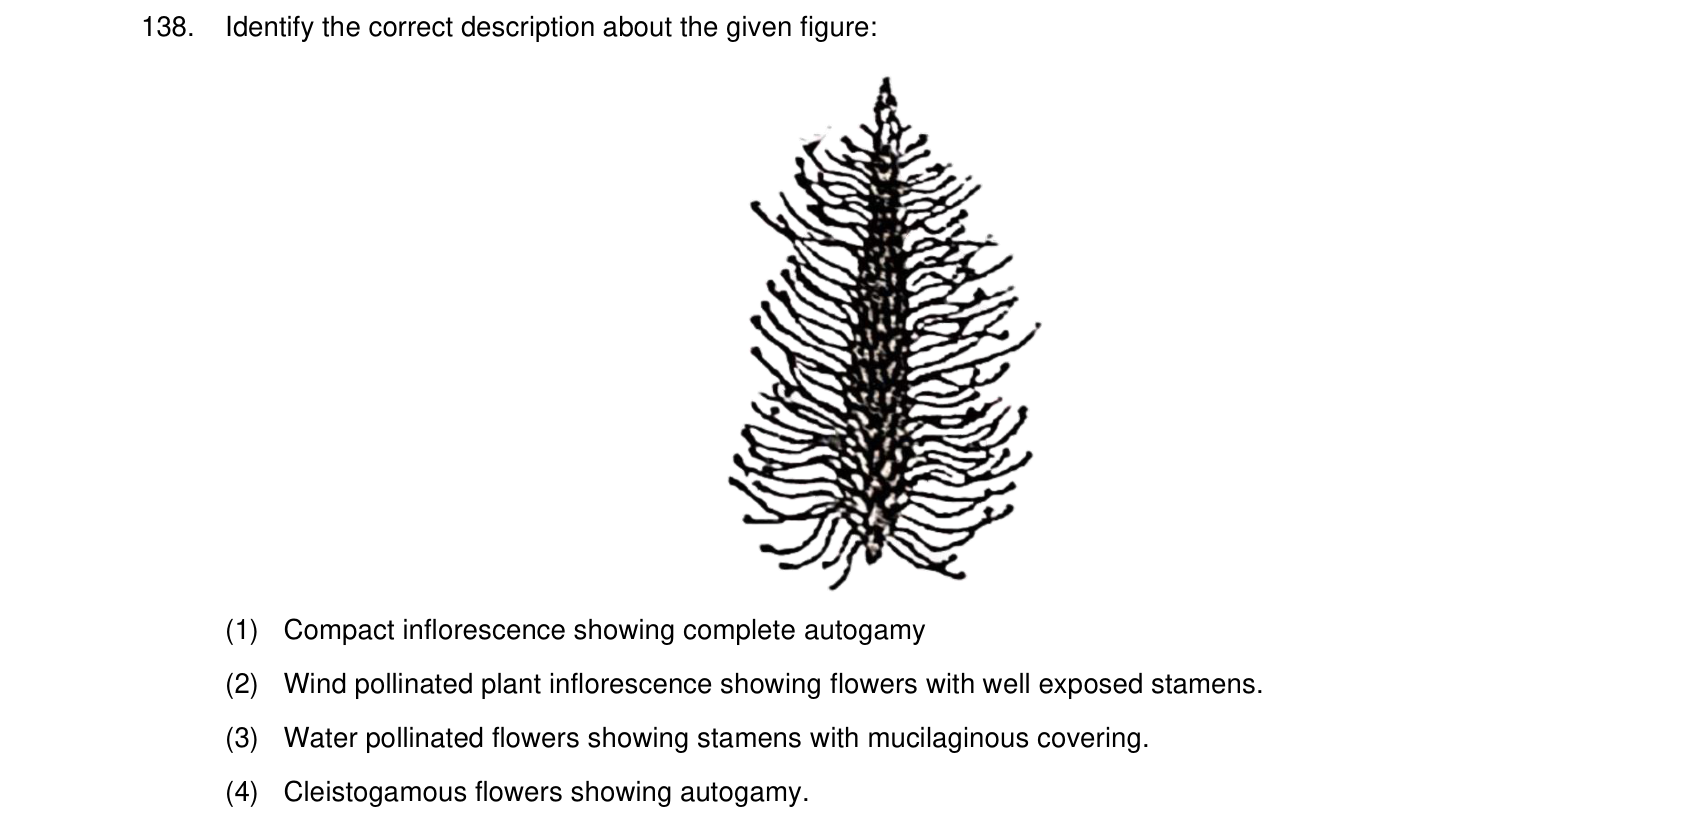 138. Identify the correct description about the given figure:
(1) Compact inflorescence showing complete autogamy
(2) Wind pollinated plant inflorescence showing flowers with well exposed stamens.
(3) Water pollinated flowers showing stamens with mucilaginous covering.
(4) Cleistogamous flowers showing autogamy.